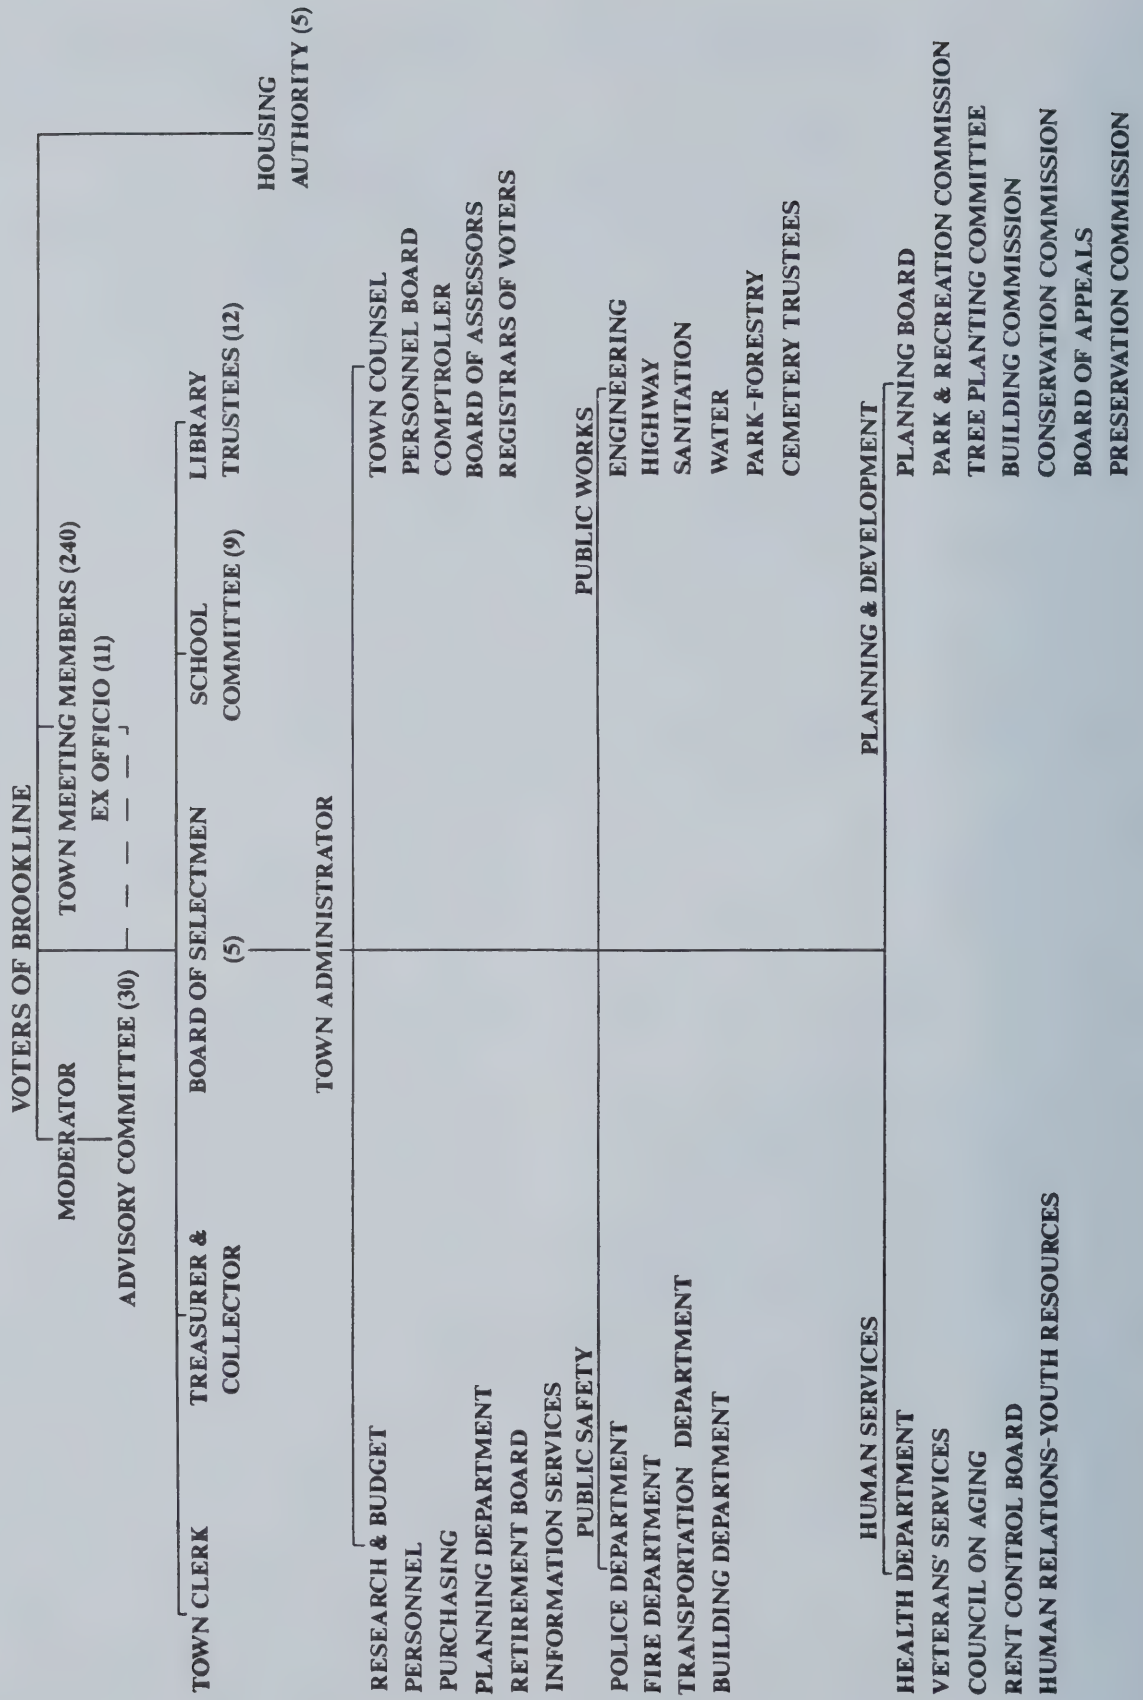 VOTERS OF BROOKLINE
MODERATOR
TOWN MEETING MEMBERS (240)
EX OFFICIO (11)
ADVISORY COMMITTEE (30)
TOWN CLERK
TREASURER &
COLLECTOR
BOARD OF SELECTMEN
(5)
SCHOOL
COMMITTEE (9)
LIBRARY
TRUSTEES (12)
HOUSING
AUTHORITY (5)
TOWN ADMINISTRATOR
RESEARCH & BUDGET
PERSONNEL
PURCHASING
PLANNING DEPARTMENT
RETIREMENT BOARD
INFORMATION SERVICES
TOWN COUNSEL
PERSONNEL BOARD
COMPTROLLER
BOARD OF ASSESSORS
REGISTRARS OF VOTERS
PUBLIC SAFETY
POLICE DEPARTMENT
FIRE DEPARTMENT
TRANSPORTATION DEPARTMENT
BUILDING DEPARTMENT
PUBLIC WORKS
ENGINEERING
HIGHWAY
SANITATION
WATER
PARK-FORESTRY
CEMETERY TRUSTEES
HUMAN SERVICES
HEALTH DEPARTMENT
VETERANS' SERVICES
COUNCIL ON AGING
RENT CONTROL BOARD
HUMAN RELATIONS-YOUTH RESOURCES
PLANNING & DEVELOPMENT
PLANNING BOARD
PARK & RECREATION COMMISSION
TREE PLANTING COMMITTEE
BUILDING COMMISSION
CONSERVATION COMMISSION
BOARD OF APPEALS
PRESERVATION COMMISSION